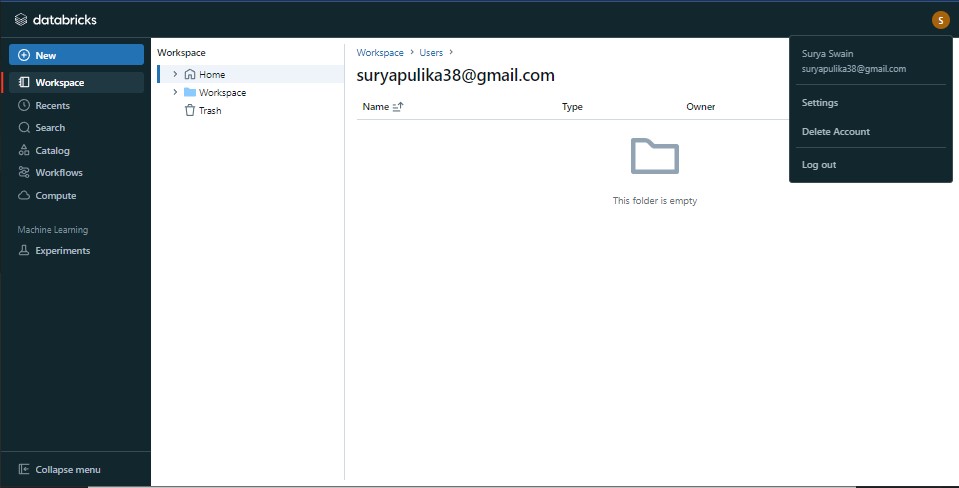 databricks
S
New
Workspace
Recents
Search
Catalog
Workflows
Compute
Machine Learning
Experiments
Collapse menu
Workspace
Home
Workspace
Trash
Workspace > Users >
suryapulika38@gmail.com
Name Type Owner
This folder is empty
Surya Swain
suryapulika38@gmail.com
Settings
Delete Account
Log out